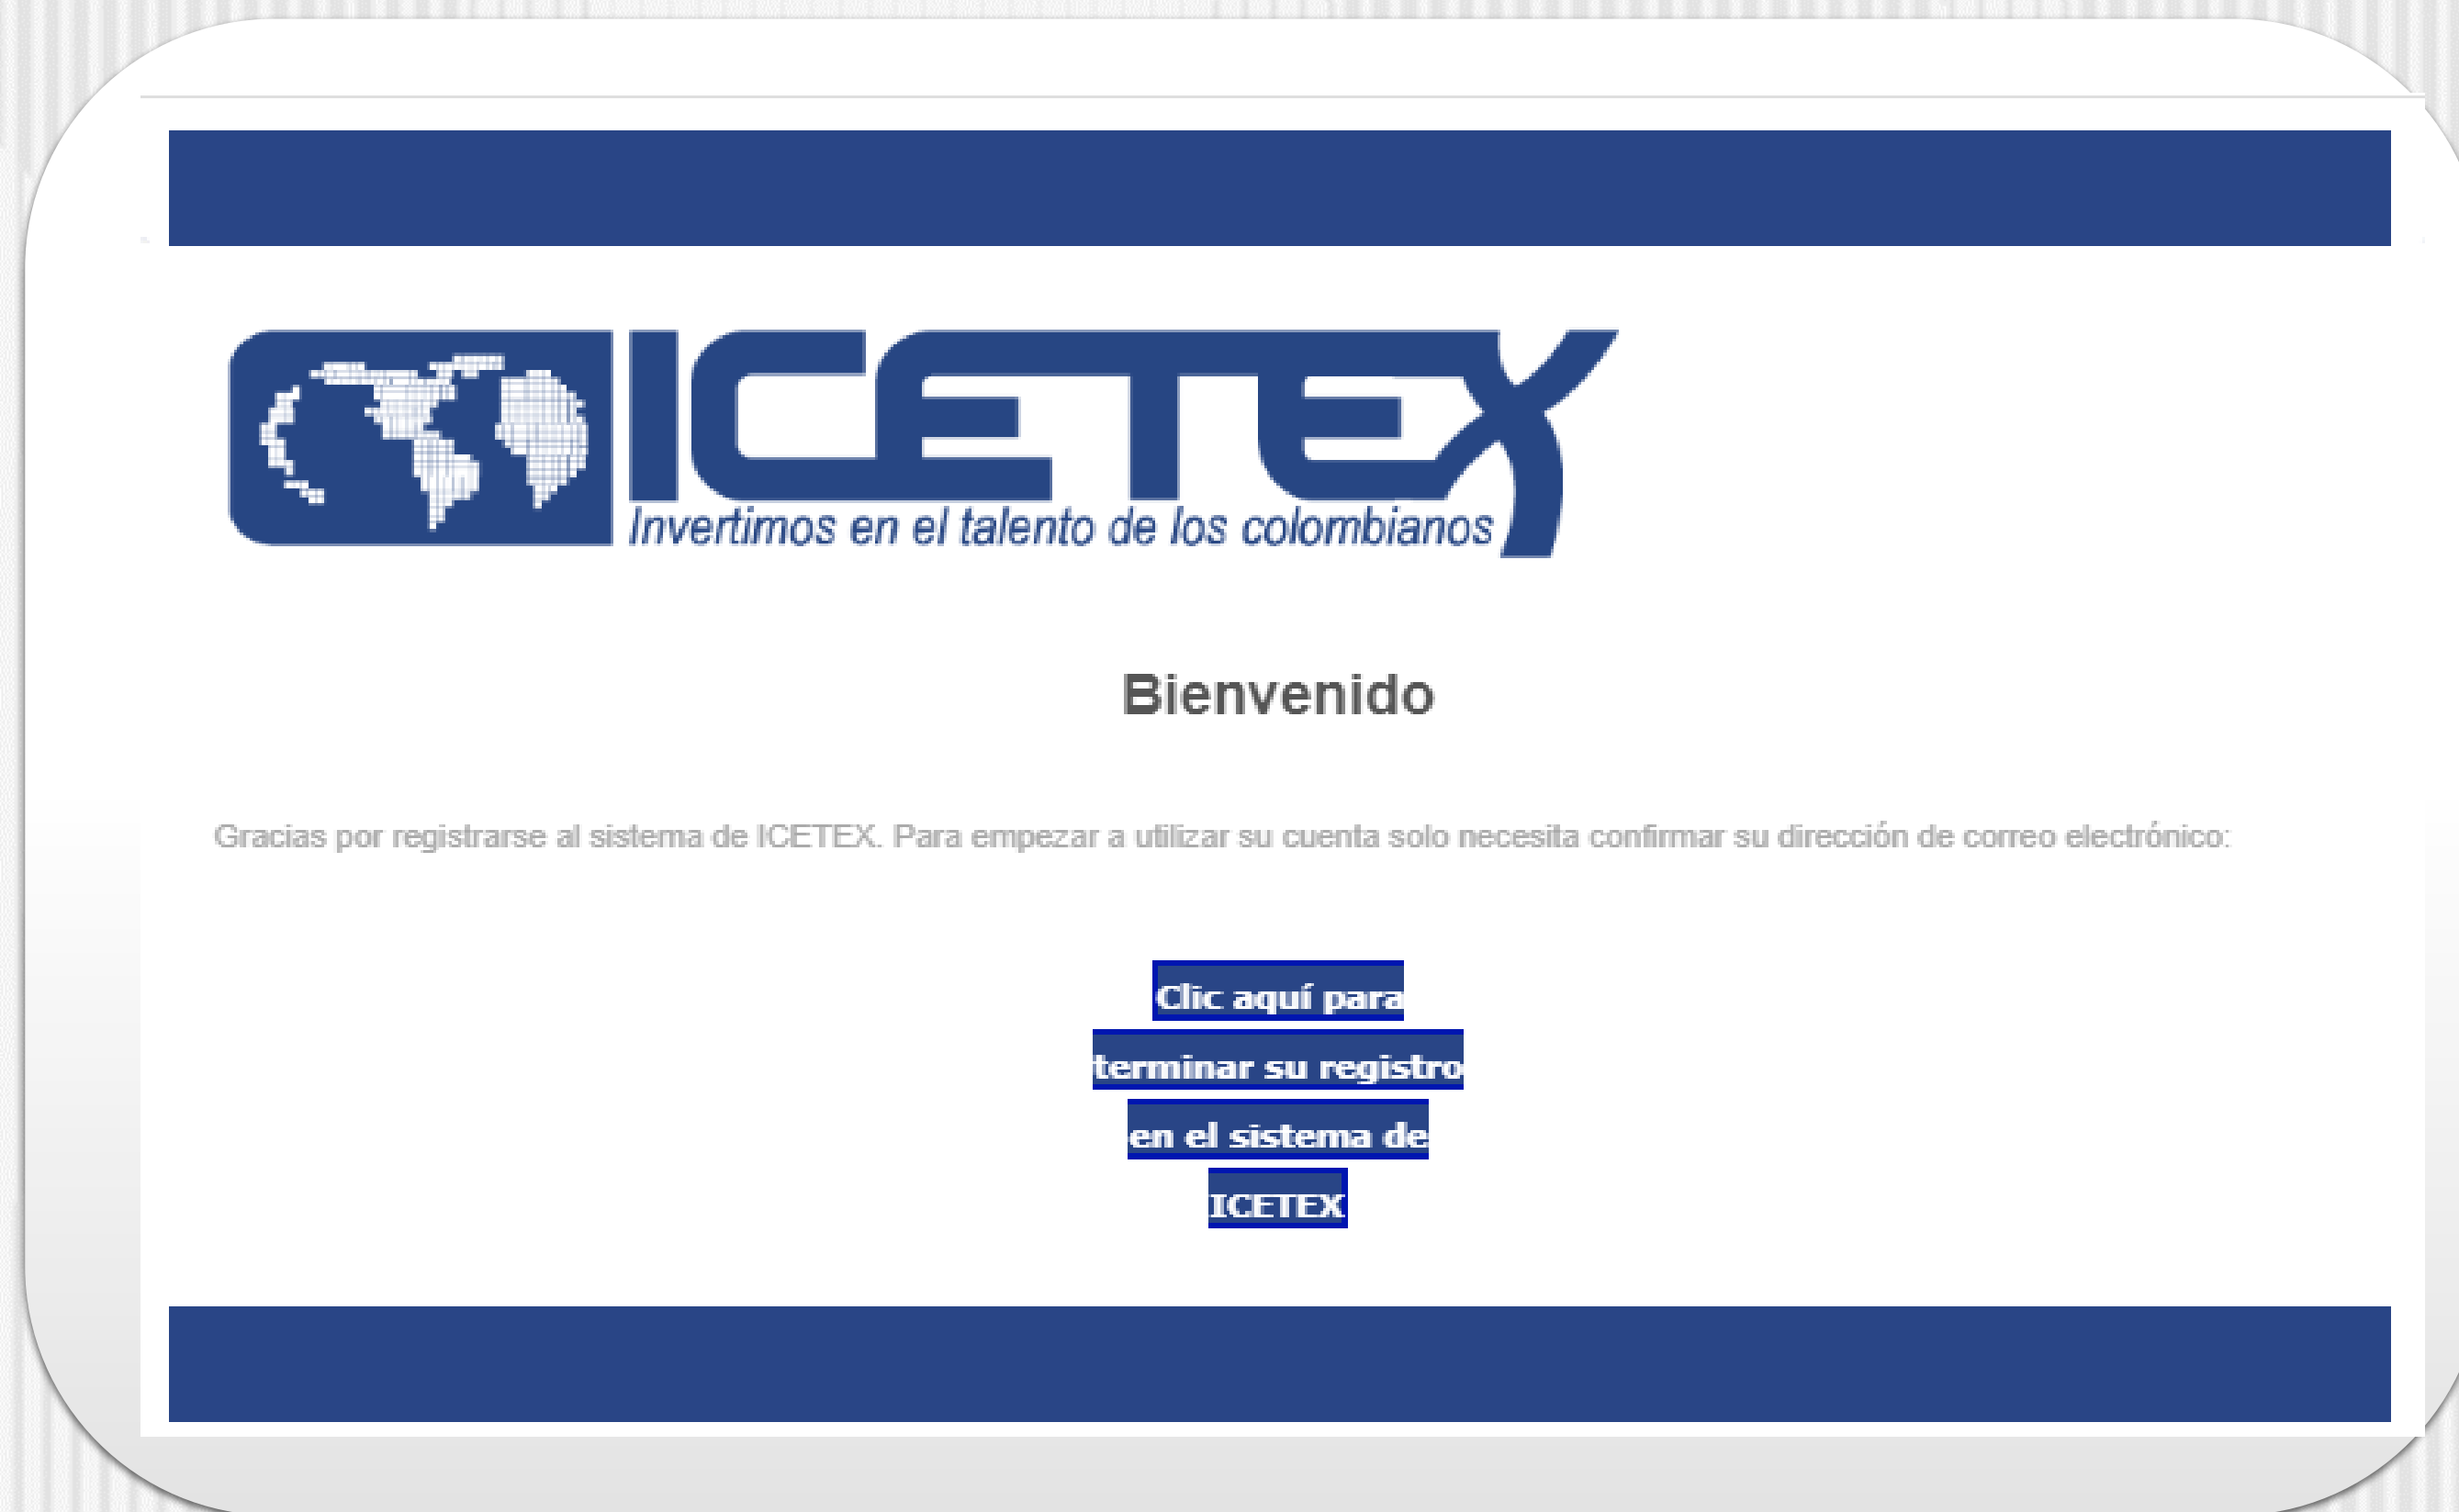 ICETEX
Invertimos en el talento de los colombianos
Bienvenido
Gracias por registrarse al sistema de ICETEX. Para empezar a utilizar su cuenta solo necesita confirmar su dirección de correo electrónico:
Clic aquí para
terminar su registro
en el sistema de
ICETEX